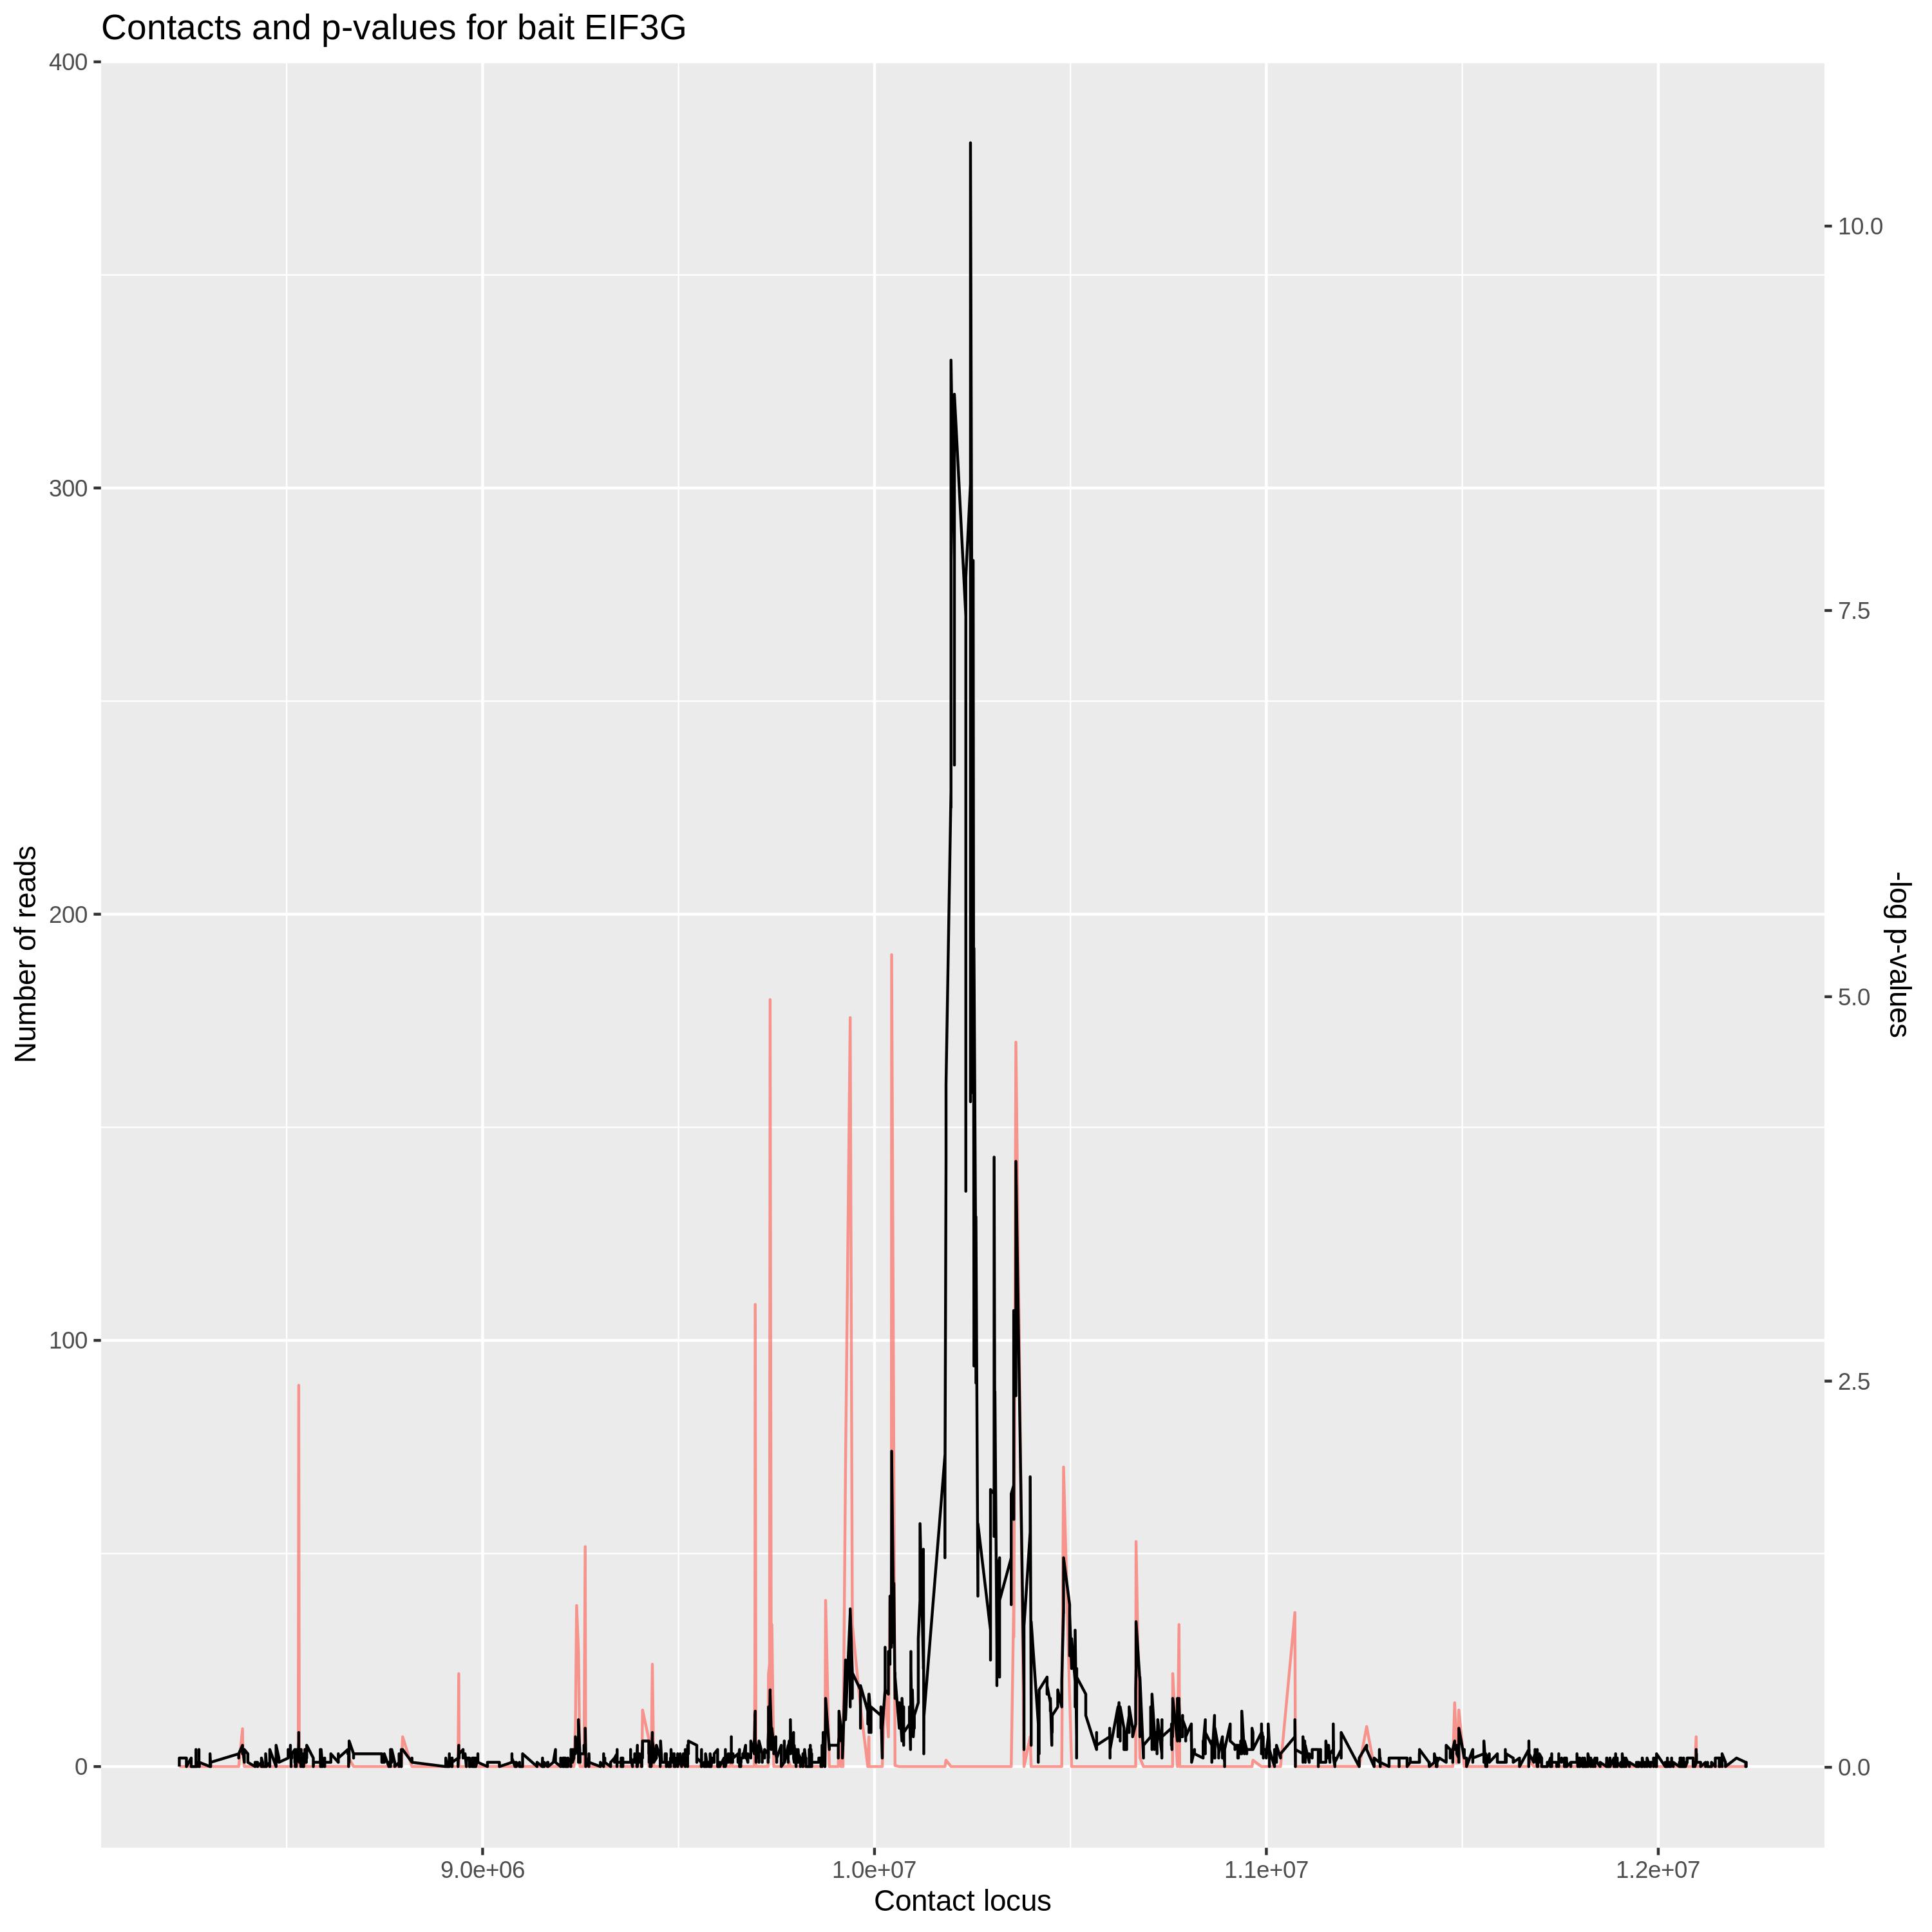 Contacts and p-values for bait EIF3G
400
300
200
100
0
Number of reads
10.0
7.5
5.0
2.5
0.0
-log p-values
9.0e+06
1.0e+07
1.1e+07
1.2e+07
Contact locus